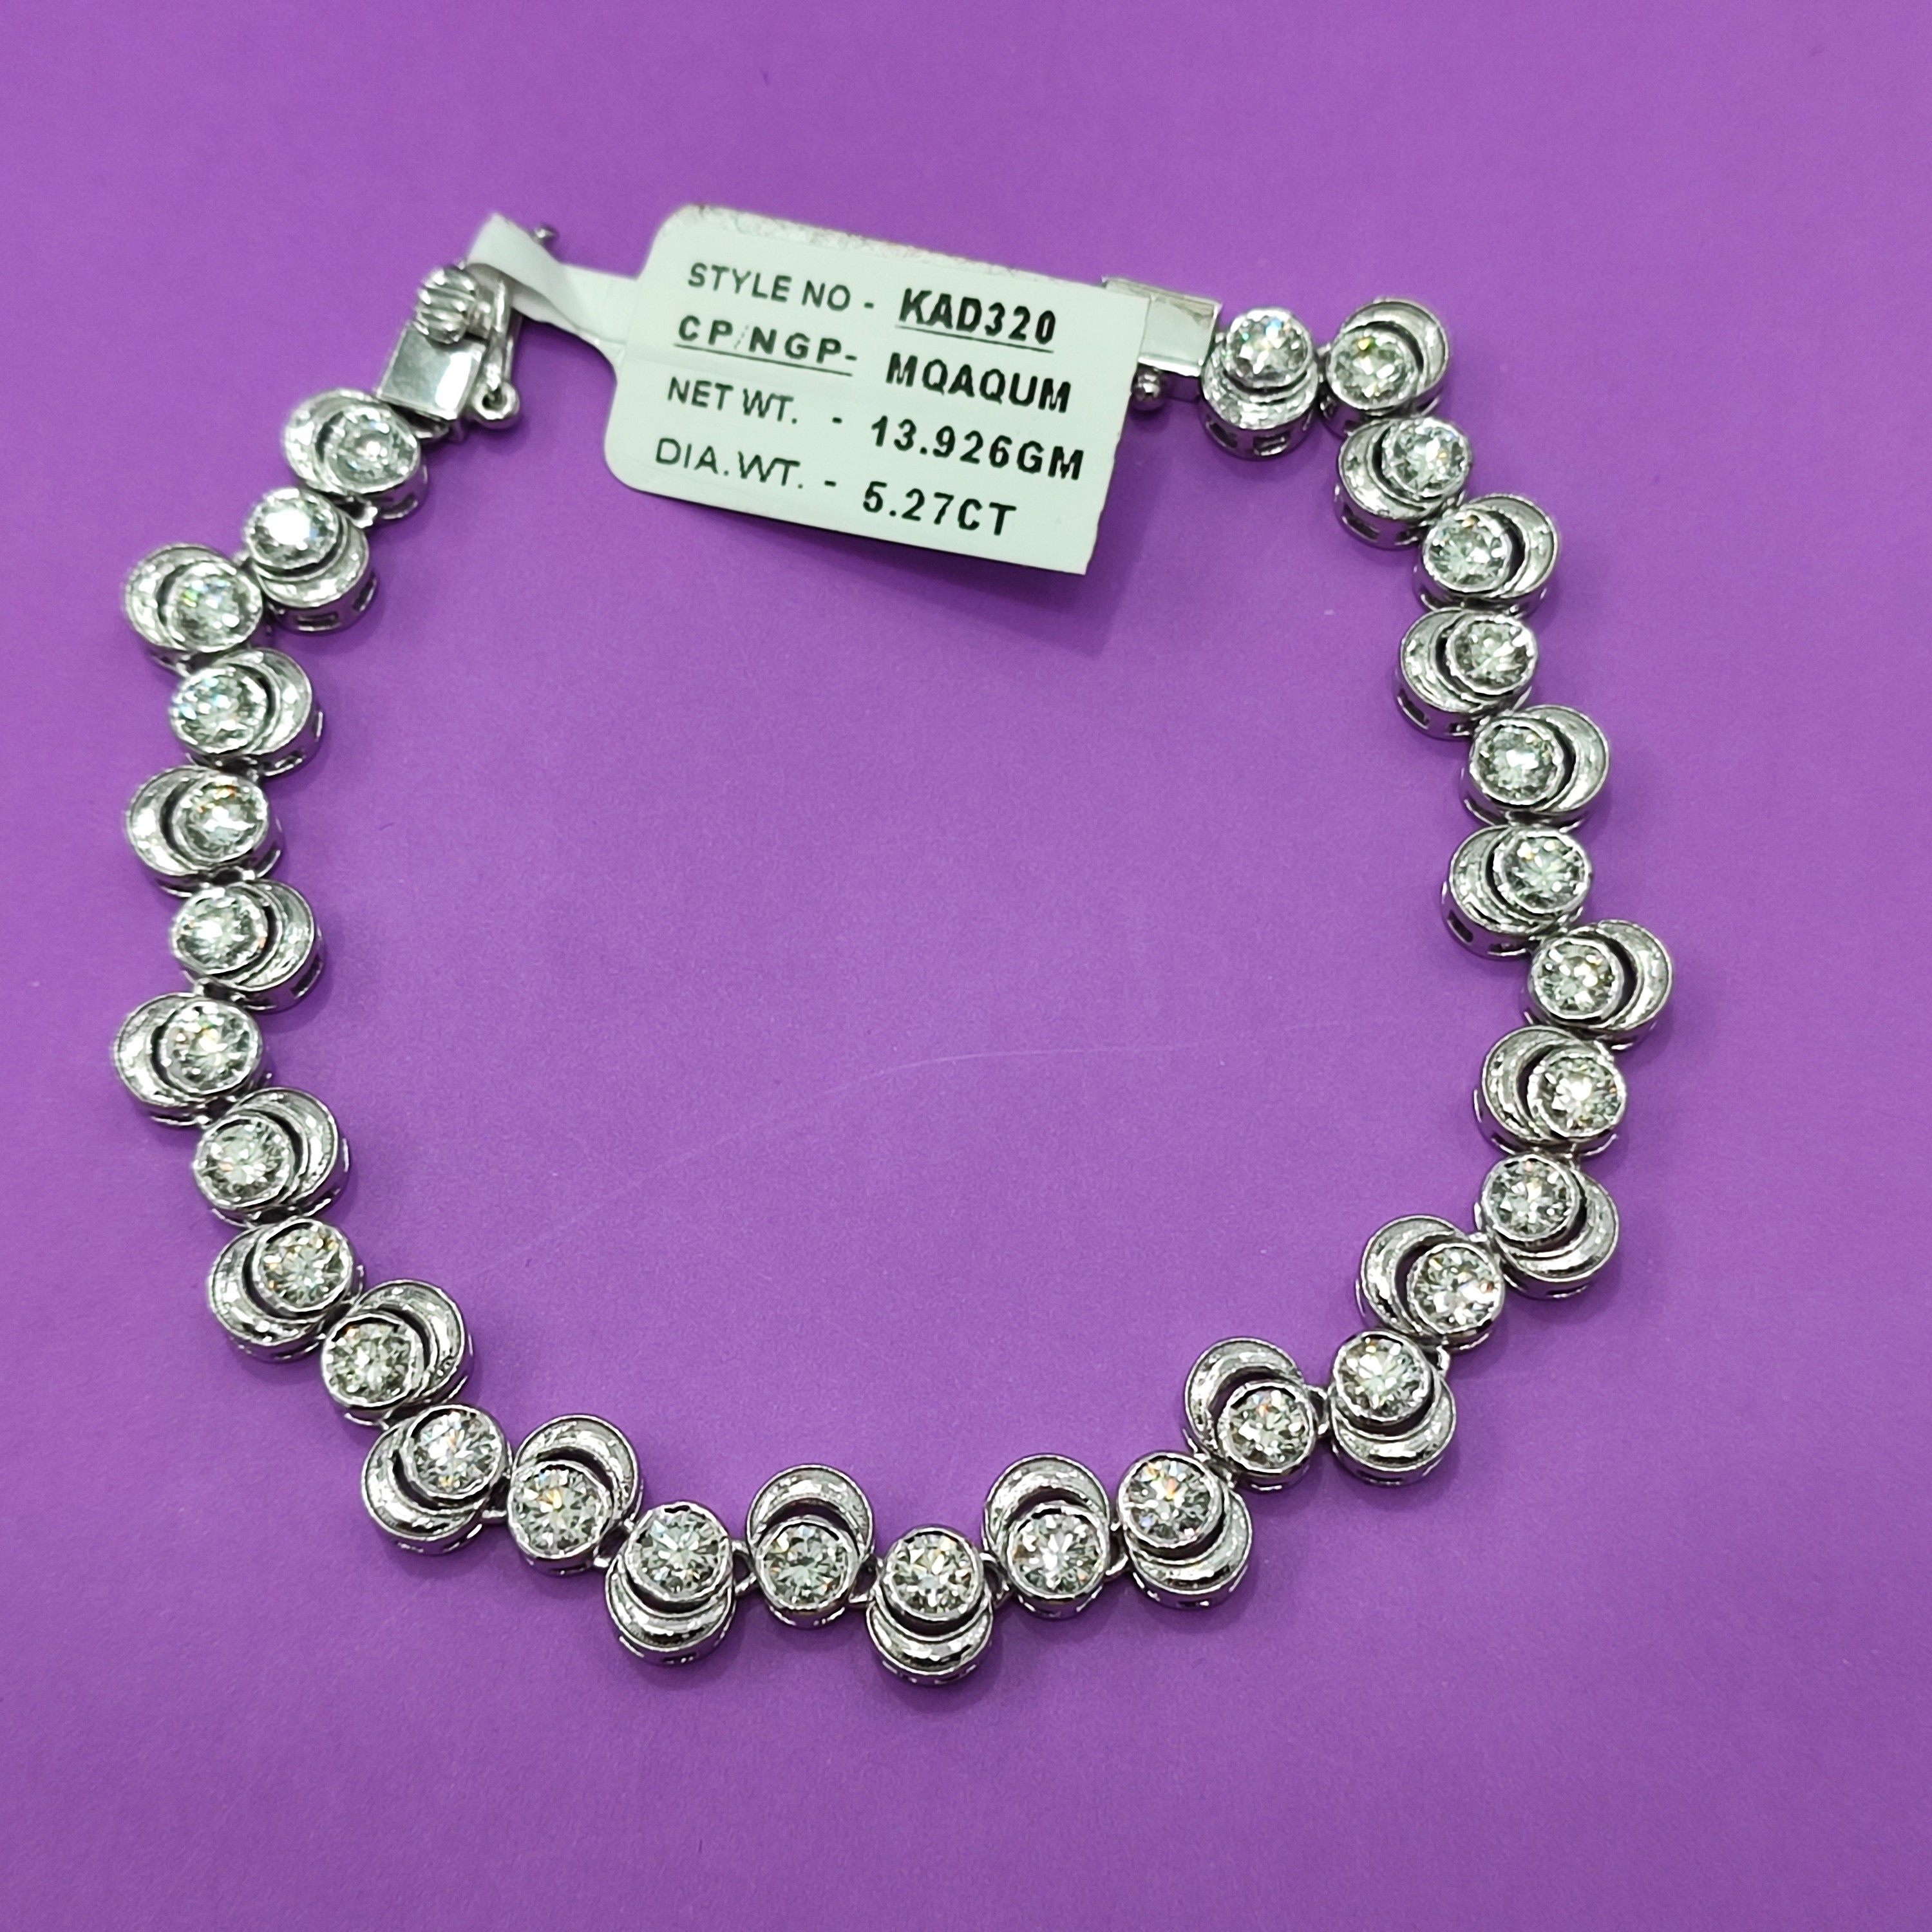 STYLE NO - KAD320
CP/NGP- MQAQUM
NET WT. - 13.926GM
DIA.WT. - 5.27CT